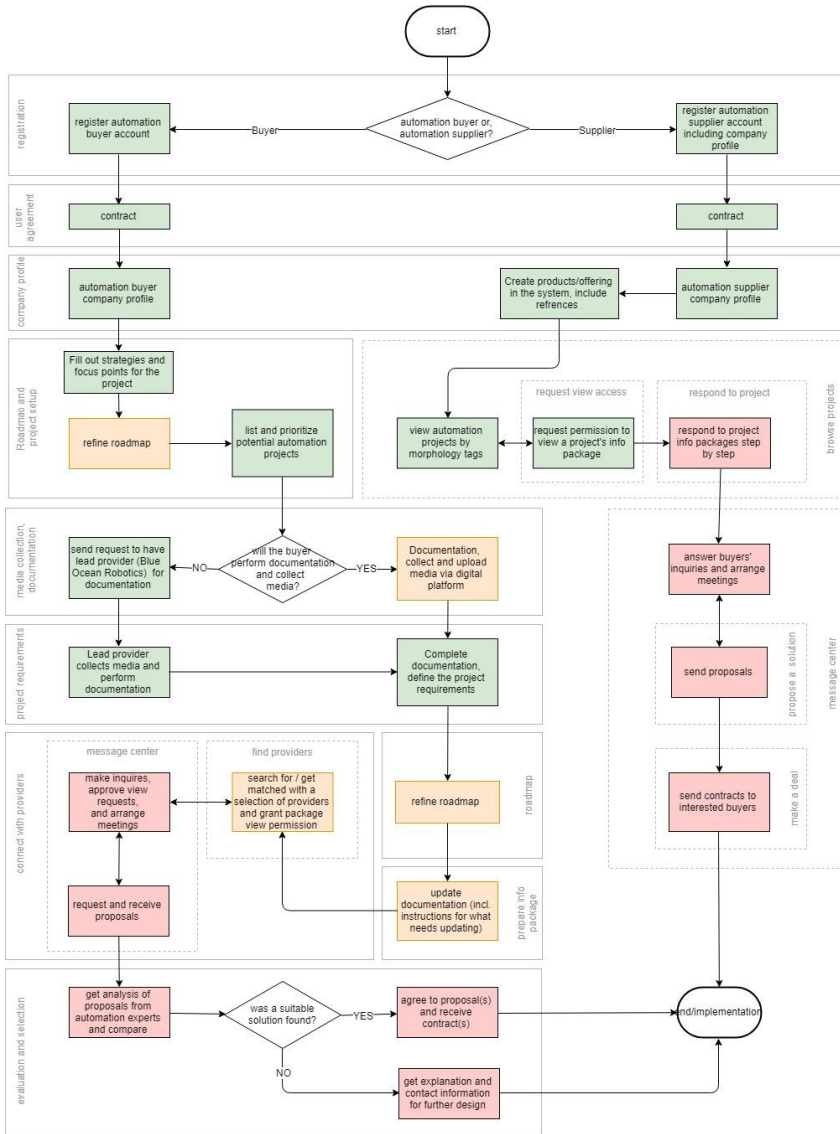 start
registration
register automation
buyer account
Buyer
automation buyer or,
automation supplier?
Supplier
register automation
supplier account
including company
profile
user
agreement
contract
contract
company profile
automation buyer
company profile
Create products/offering
in the system, include
refrences
automation supplier
company profile
Roadmao and
project setup
Fill out strategies and
focus points for the
project
refine roadmap
list and prioritize
potential automation
projects
browse projects
request view access
respond to project
view automation
projects by
morphology tags
request permission to
view a project's info
package
respond to project
info packages step
by step
media collection,
documentation
send request to have
lead provider (Blue
Ocean Robotics) for
documentation
NO
will the buyer
perform documentation
and collect
media?
YES
Documentation,
collect and upload
media via digital
platform
message center
answer buyers'
inquiries and arrange
meetings
project requirements
Lead provider
collects media and
perform
documentation
Complete
documentation,
define the project
requirements
propose a solution
send proposals
connect with providers
message center
make inquires,
approve view
requests,
and arrange
meetings
find providers
search for / get
matched with a
selection of providers
and grant package
view permission
roadmap
refine roadmap
make a deal
send contracts to
interested buyers
request and receive
proposals
prepare info
package
update
documentation (incl.
instructions for what
needs updating)
evaluation and selection
get analysis of
proposals from
automation experts
and compare
was a suitable
solution found?
YES
agree to proposal(s)
and receive
contract(s)
end/implementation
NO
get explanation and
contact information
for further design